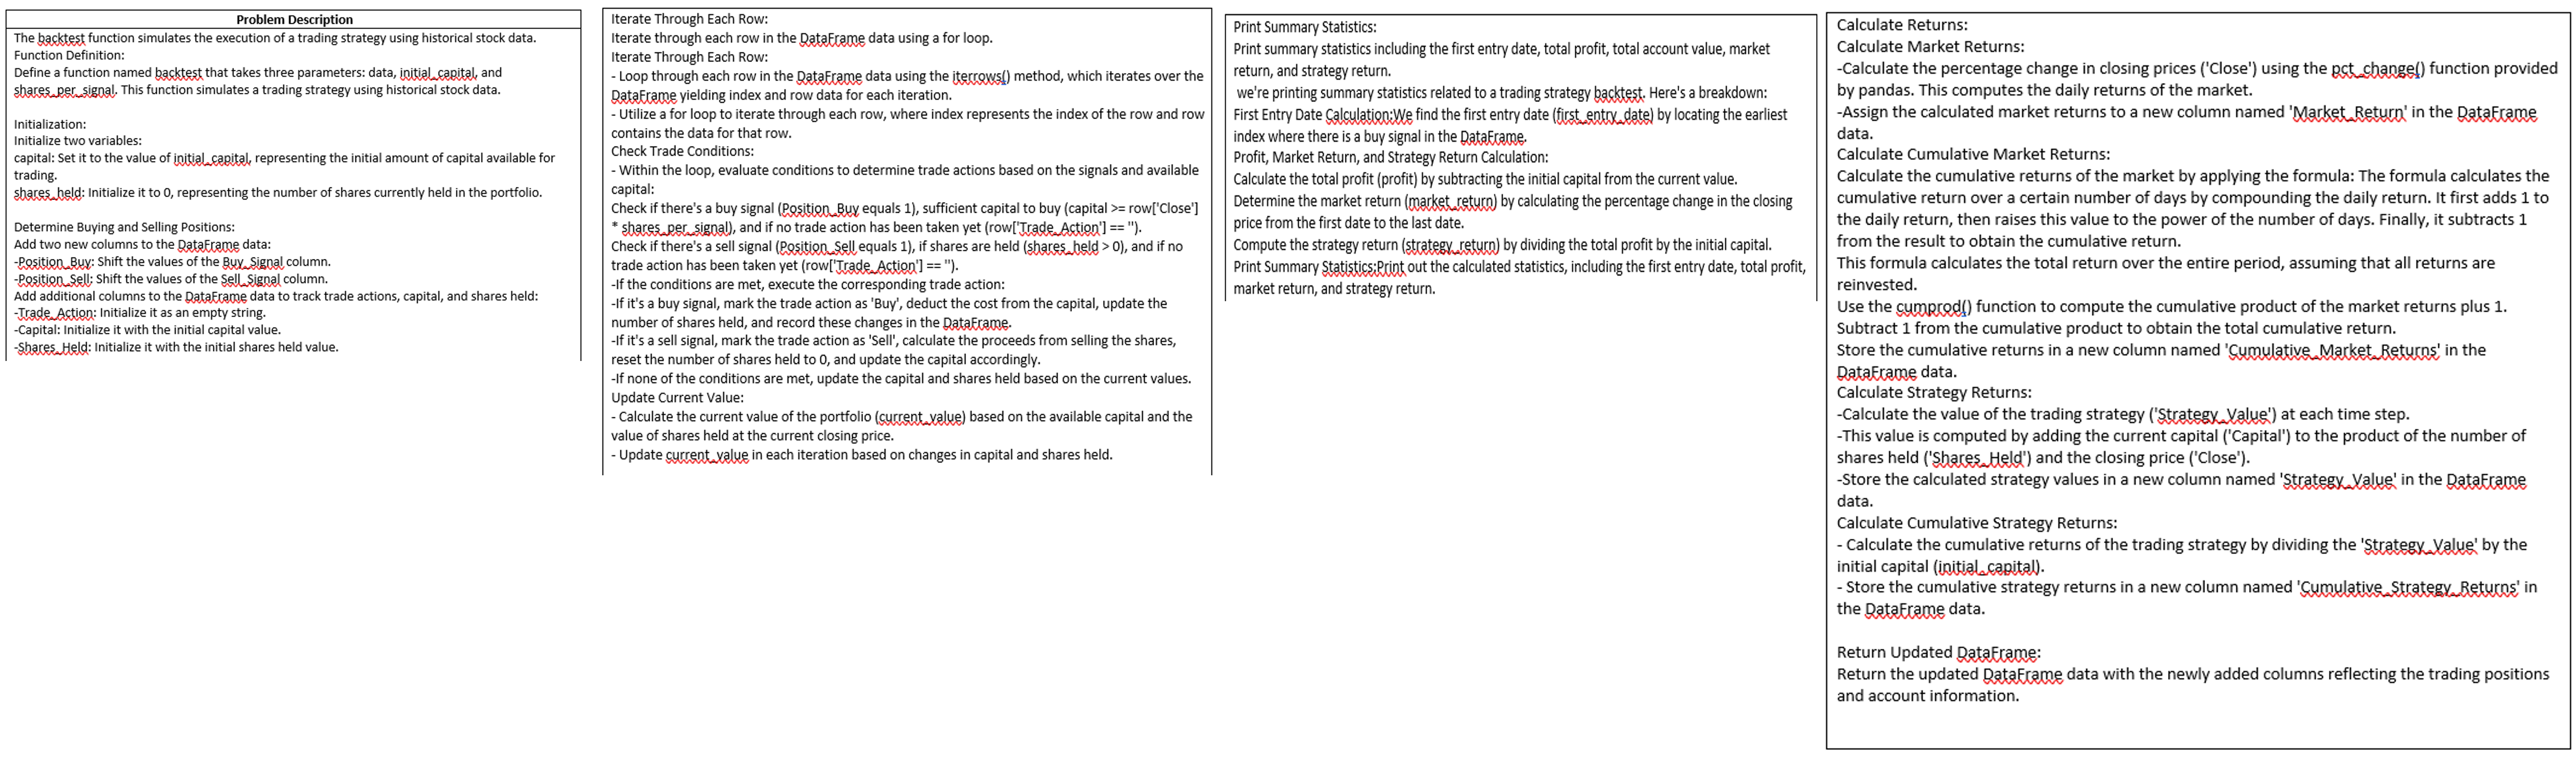 Problem Description
The backtest function simulates the execution of a trading strategy using historical stock data.
Function Definition:
Define a function named backtest that takes three parameters: data, initial_capital, and
shares_per_signal. This function simulates a trading strategy using historical stock data.
Initialization:
Initialize two variables:
capital: Set it to the value of initial_capital, representing the initial amount of capital available for
trading.
shares_held: Initialize it to 0, representing the number of shares currently held in the portfolio.
Determine Buying and Selling Positions:
Add two new columns to the DataFrame data:
-Position_Buy: Shift the values of the Buy_Signal column.
-Position_Sell: Shift the values of the Sell_Signal column.
Add additional columns to the DataFrame data to track trade actions, capital, and shares held:
-Trade_Action: Initialize it as an empty string.
-Capital: Initialize it with the initial capital value.
-Shares_Held: Initialize it with the initial shares held value.
Iterate Through Each Row:
Iterate through each row in the DataFrame data using a for loop.
Iterate Through Each Row:
- Loop through each row in the DataFrame data using the iterrows() method, which iterates over the
DataFrame yielding index and row data for each iteration.
- Utilize a for loop to iterate through each row, where index represents the index of the row and row
contains the data for that row.
Check Trade Conditions:
- Within the loop, evaluate conditions to determine trade actions based on the signals and available
capital:
Check if there's a buy signal (Position_Buy equals 1), sufficient capital to buy (capital >= row['Close']
* shares_per_signal), and if no trade action has been taken yet (row['Trade_Action'] == '').
Check if there's a sell signal (Position_Sell equals 1), if shares are held (shares_held > 0), and if no
trade action has been taken yet (row['Trade_Action'] == '').
-If the conditions are met, execute the corresponding trade action:
-If it's a buy signal, mark the trade action as 'Buy', deduct the cost from the capital, update the
number of shares held, and record these changes in the DataFrame.
-If it's a sell signal, mark the trade action as 'Sell', calculate the proceeds from selling the shares,
reset the number of shares held to 0, and update the capital accordingly.
-If none of the conditions are met, update the capital and shares held based on the current values.
Update Current Value:
- Calculate the current value of the portfolio (current_value) based on the available capital and the
value of shares held at the current closing price.
- Update current_value in each iteration based on changes in capital and shares held.
Print Summary Statistics:
Print summary statistics including the first entry date, total profit, total account value, market
return, and strategy return.
we're printing summary statistics related to a trading strategy backtest. Here's a breakdown:
First Entry Date Calculation:We find the first entry date (first_entry_date) by locating the earliest
index where there is a buy signal in the DataFrame.
Profit, Market Return, and Strategy Return Calculation:
Calculate the total profit (profit) by subtracting the initial capital from the current value.
Determine the market return (market_return) by calculating the percentage change in the closing
price from the first date to the last date.
Compute the strategy return (strategy_return) by dividing the total profit by the initial capital.
Print Summary Statistics:Print out the calculated statistics, including the first entry date, total profit,
market return, and strategy return.
Calculate Returns:
Calculate Market Returns:
-Calculate the percentage change in closing prices ('Close') using the pct_change() function provided
by pandas. This computes the daily returns of the market.
-Assign the calculated market returns to a new column named 'Market_Return' in the DataFrame
data.
Calculate Cumulative Market Returns:
Calculate the cumulative returns of the market by applying the formula: The formula calculates the
cumulative return over a certain number of days by compounding the daily return. It first adds 1 to
the daily return, then raises this value to the power of the number of days. Finally, it subtracts 1
from the result to obtain the cumulative return.
This formula calculates the total return over the entire period, assuming that all returns are
reinvested.
Use the cumprod() function to compute the cumulative product of the market returns plus 1.
Subtract 1 from the cumulative product to obtain the total cumulative return.
Store the cumulative returns in a new column named 'Cumulative_Market_Returns' in the
DataFrame data.
Calculate Strategy Returns:
-Calculate the value of the trading strategy ('Strategy_Value') at each time step.
-This value is computed by adding the current capital ('Capital') to the product of the number of
shares held ('Shares_Held') and the closing price ('Close').
-Store the calculated strategy values in a new column named 'Strategy_Value' in the DataFrame
data.
Calculate Cumulative Strategy Returns:
- Calculate the cumulative returns of the trading strategy by dividing the 'Strategy_Value' by the
initial capital (initial_capital).
- Store the cumulative strategy returns in a new column named 'Cumulative_Strategy_Returns' in
the DataFrame data.
Return Updated DataFrame:
Return the updated DataFrame data with the newly added columns reflecting the trading positions
and account information.